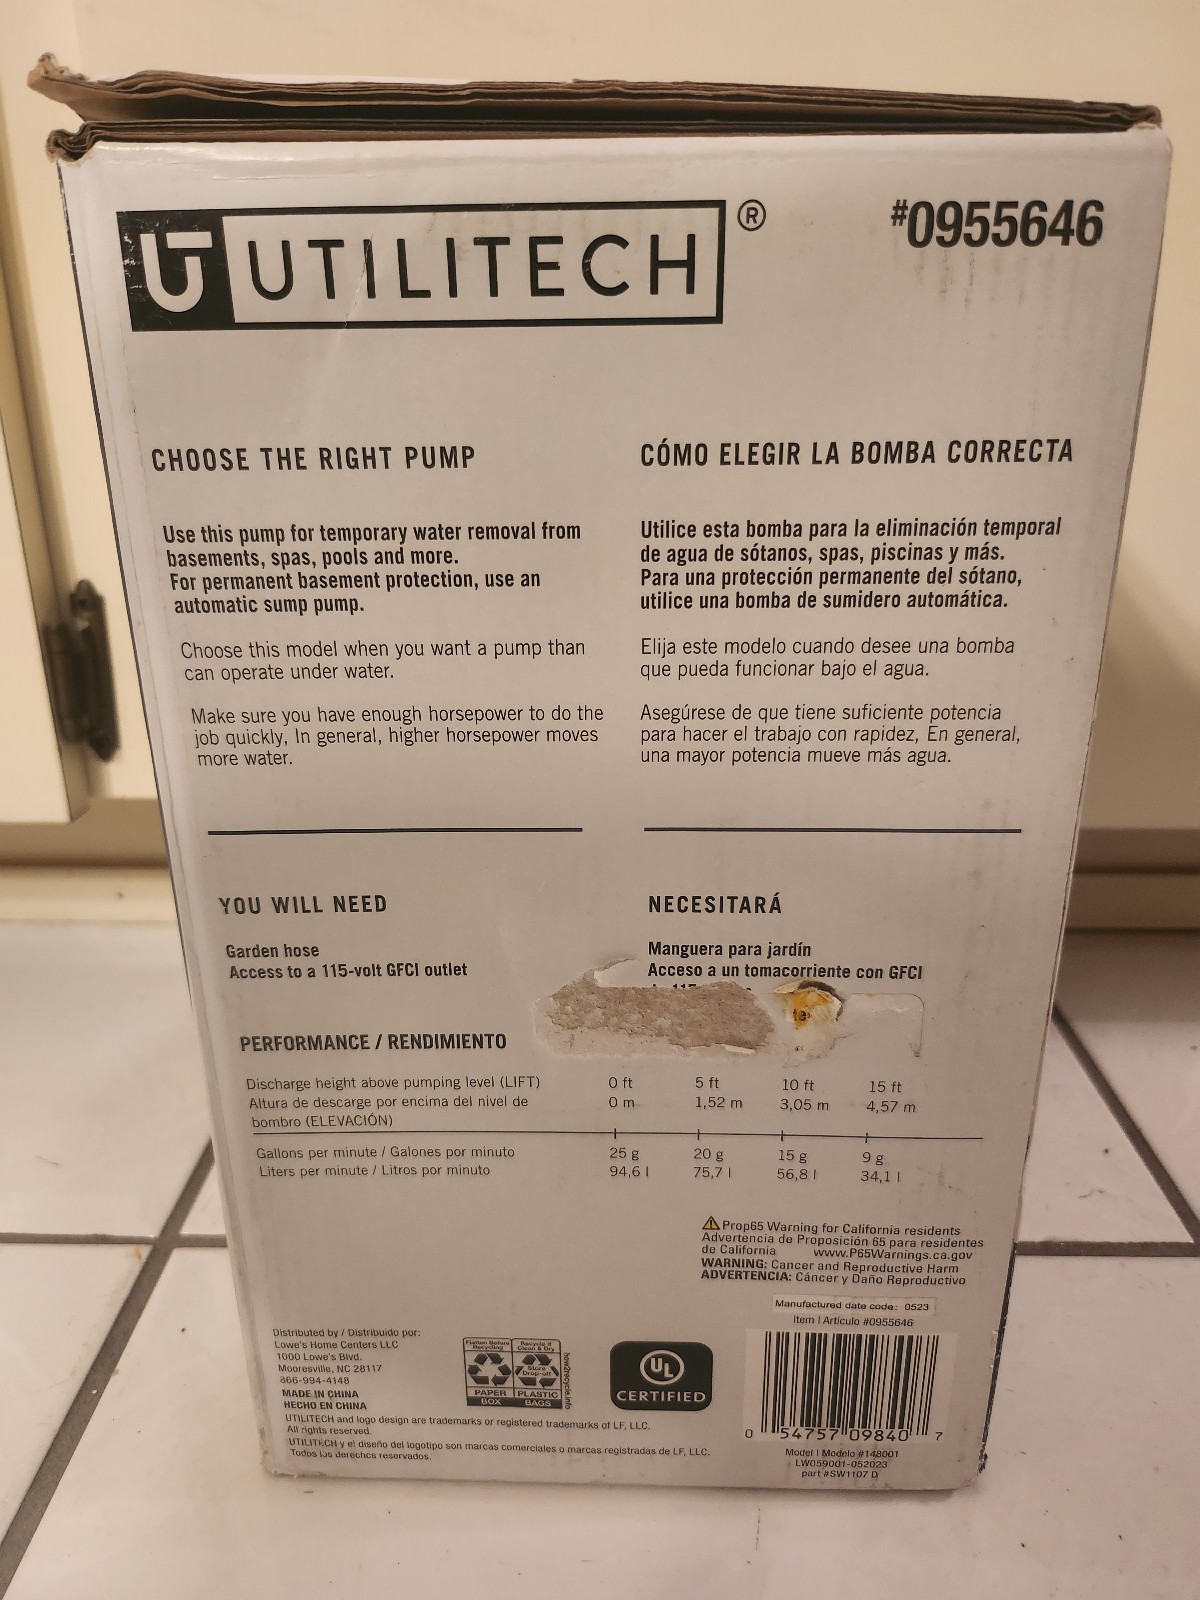 UTILITECH®
#0955646
CHOOSE THE RIGHT PUMP
Use this pump for temporary water removal from
basements, spas, pools and more.
For permanent basement protection, use an
automatic sump pump.
Choose this model when you want a pump than
can operate under water.
Make sure you have enough horsepower to do the
job quickly, In general, higher horsepower moves
more water.
CÓMO ELEGIR LA BOMBA CORRECTA
Utilice esta bomba para la eliminación temporal
de agua de sótanos, spas, piscinas y más.
Para una protección permanente del sótano,
utilice una bomba de sumidero automática.
Elija este modelo cuando desee una bomba
que pueda funcionar bajo el agua.
Asegúrese de que tiene suficiente potencia
para hacer el trabajo con rapidez, En general,
una mayor potencia mueve más agua.
YOU WILL NEED
Garden hose
Access to a 115-volt GFCI outlet
NECESITARÁ
Manguera para jardín
Acceso a un tomacorriente con GFCI
PERFORMANCE / RENDIMIENTO
Discharge height above pumping level (LIFT) 0 ft 5 ft 10 ft 15 ft
Altura de descarge por encima del nivel de 0 m 1,52 m 3,05 m 4,57 m
bombro (ELEVACIÓN)
Gallons per minute / Galones por minuto 25 g 20 g 15 g 9 g
Liters per minute / Litros por minuto 94,6 l 75,7 l 56,8 l 34,1 l
Prop65 Warning for California residents
Advertencia de Proposición 65 para residentes
de California www.P65Warnings.ca.gov
WARNING: Cancer and Reproductive Harm
ADVERTENCIA: Cáncer y Daño Reproductivo
Manufactured date code: 0523
Item | Artículo #0955646
0 54757 09840 7
Model | Modelo #148001
LW059001-052023
part #SW1107 D
Distributed by / Distribuido por:
Lowe's Home Centers LLC
1000 Lowe's Blvd.
Mooresville, NC 28117
866-994-4148
MADE IN CHINA
HECHO EN CHINA
Flatten Before Recycling
PAPER
BOX
Recycle if Clean & Dry
Store Drop-off
PLASTIC
BAGS
how2recycle.info
UL
CERTIFIED
UTILITECH and logo design are trademarks or registered trademarks of LF, LLC.
All rights reserved.
UTILITECH y el diseño del logotipo son marcas comerciales o marcas registradas de LF, LLC.
Todos los derechos reservados.